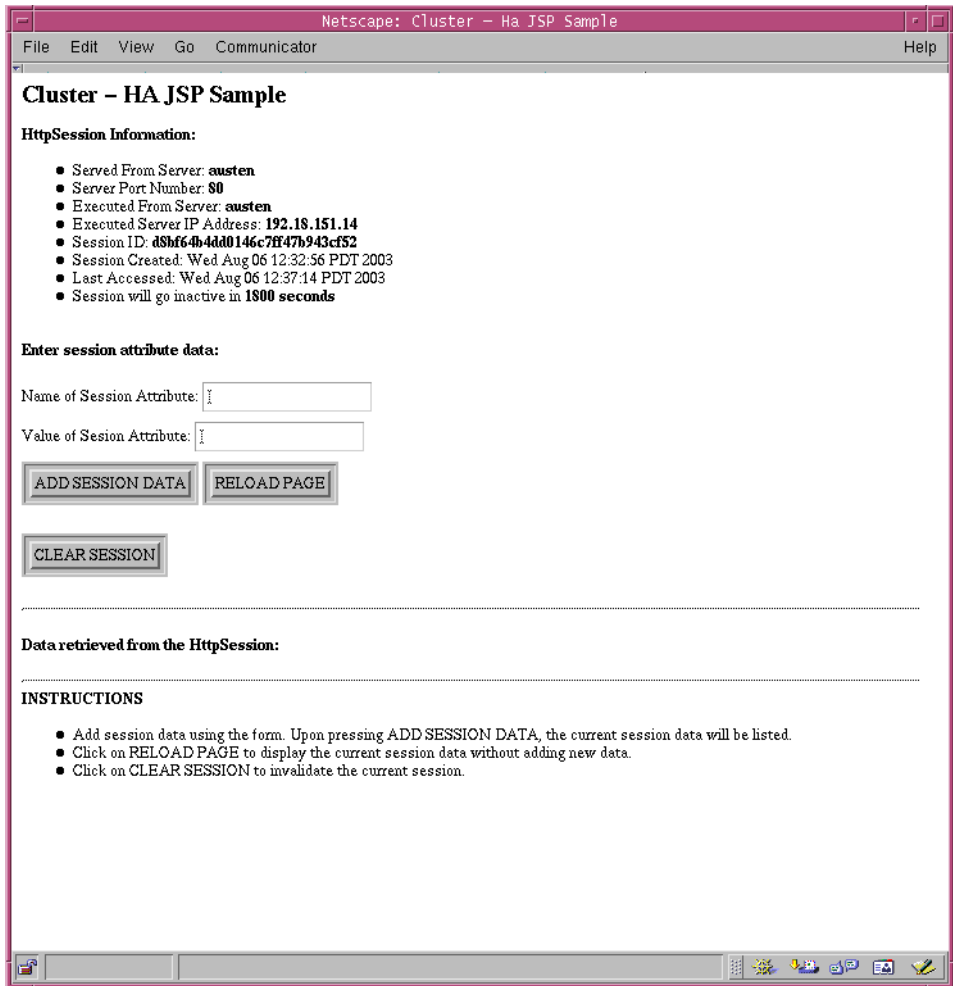 Netscape: Cluster – Ha JSP Sample
File Edit View Go Communicator Help
Cluster – HA JSP Sample
HttpSession Information:
● Served From Server: austen
● Server Port Number: 80
● Executed From Server: austen
● Executed Server IP Address: 192.18.151.14
● Session ID: d8bf64b4dd0146c7ff47b943cf52
● Session Created: Wed Aug 06 12:32:56 PDT 2003
● Last Accessed: Wed Aug 06 12:37:14 PDT 2003
● Session will go inactive in 1800 seconds
Enter session attribute data:
Name of Session Attribute:
Value of Sesion Attribute:
ADD SESSION DATA RELOAD PAGE
CLEAR SESSION
Data retrieved from the HttpSession:
INSTRUCTIONS
● Add session data using the form. Upon pressing ADD SESSION DATA, the current session data will be listed.
● Click on RELOAD PAGE to display the current session data without adding new data.
● Click on CLEAR SESSION to invalidate the current session.